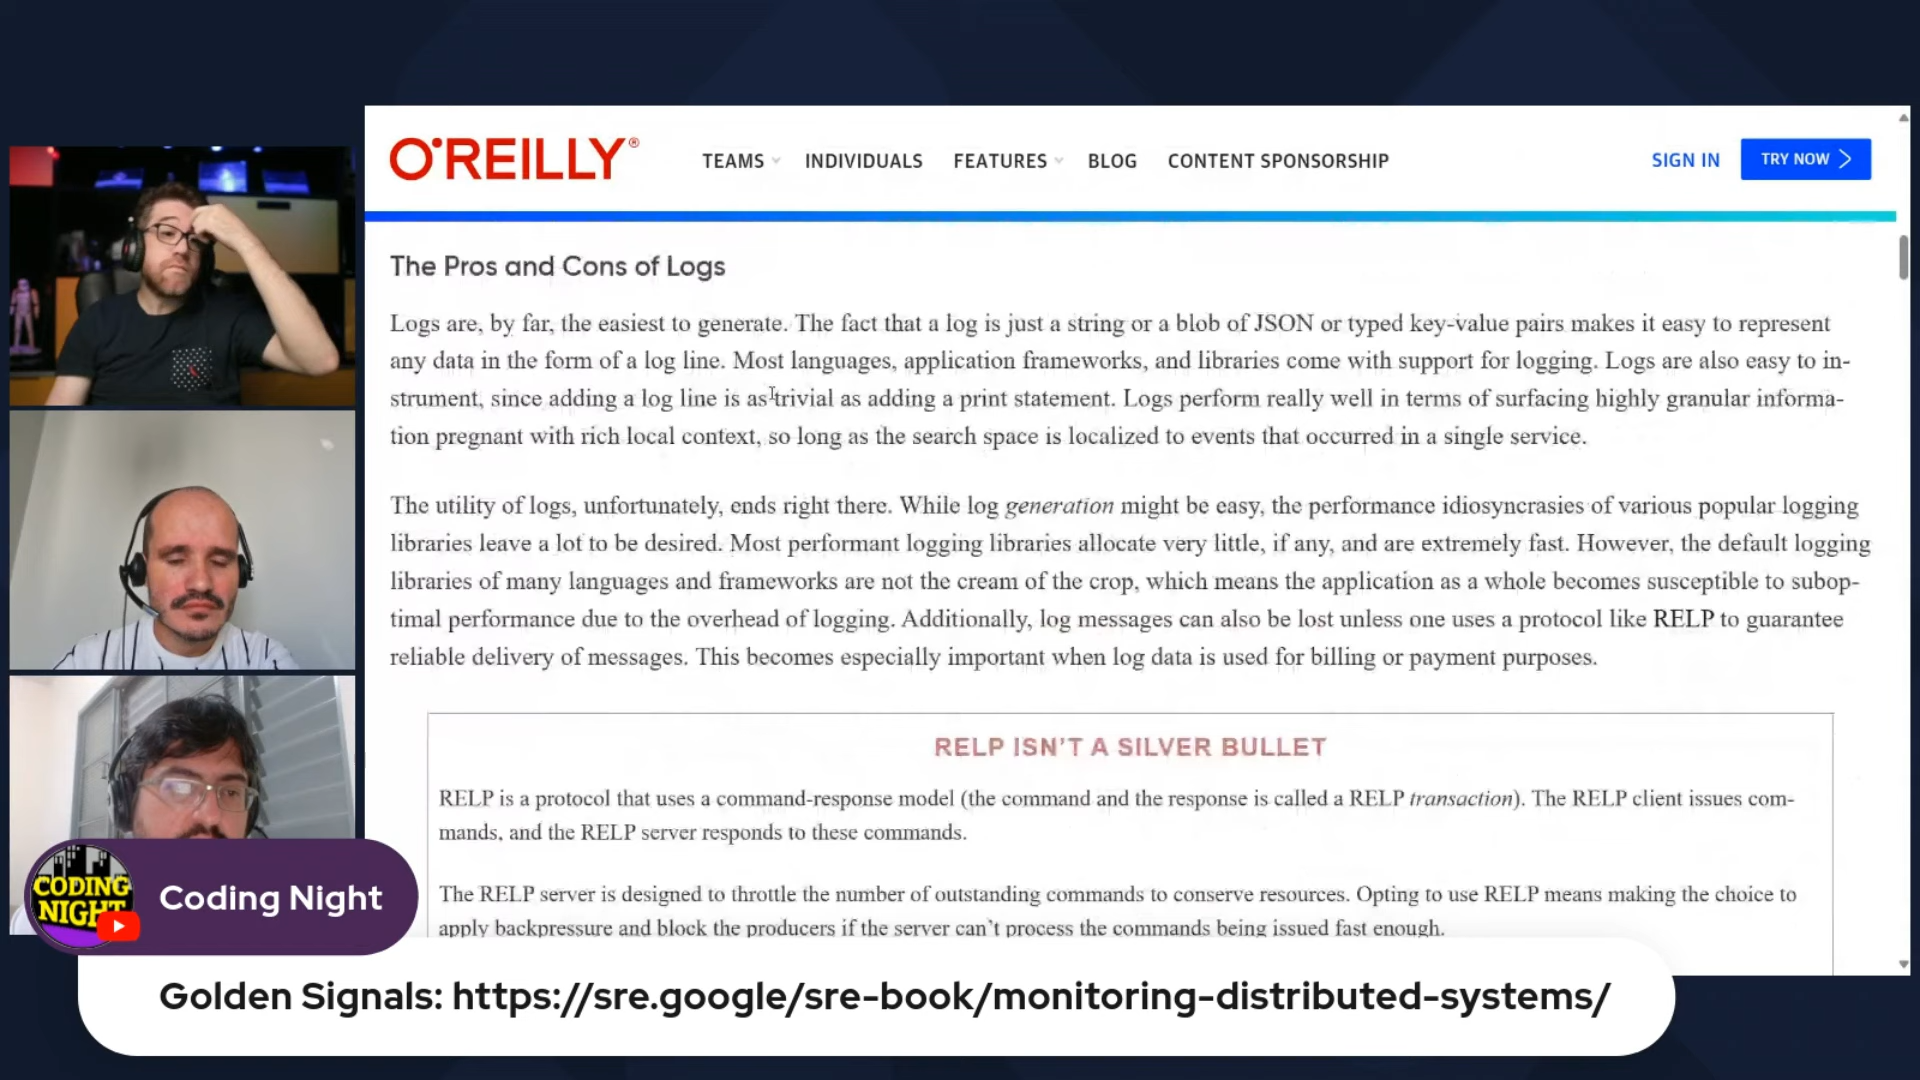 O'REILLY®
TEAMS
INDIVIDUALS
FEATURES
BLOG
CONTENT SPONSORSHIP
SIGN IN
TRY NOW
The Pros and Cons of Logs
Logs are, by far, the easiest to generate. The fact that a log is just a string or a blob of JSON or typed key-value pairs makes it easy to represent
any data in the form of a log line. Most languages, application frameworks, and libraries come with support for logging. Logs are also easy to in-
strument, since adding a log line is as trivial as adding a print statement. Logs perform really well in terms of surfacing highly granular informa-
tion pregnant with rich local context, so long as the search space is localized to events that occurred in a single service.
The utility of logs, unfortunately, ends right there. While log generation might be easy, the performance idiosyncrasies of various popular logging
libraries leave a lot to be desired. Most performant logging libraries allocate very little, if any, and are extremely fast. However, the default logging
libraries of many languages and frameworks are not the cream of the crop, which means the application as a whole becomes susceptible to subop-
timal performance due to the overhead of logging. Additionally, log messages can also be lost unless one uses a protocol like RELP to guarantee
reliable delivery of messages. This becomes especially important when log data is used for billing or payment purposes.
RELP ISN'T A SILVER BULLET
RELP is a protocol that uses a command-response model (the command and the response is called a RELP transaction). The RELP client issues com-
mands, and the RELP server responds to these commands.
The RELP server is designed to throttle the number of outstanding commands to conserve resources. Opting to use RELP means making the choice to
apply backpressure and block the producers if the server can't process the commands being issued fast enough.
CODING
NIGHT
Coding Night
Golden Signals: https://sre.google/sre-book/monitoring-distributed-systems/